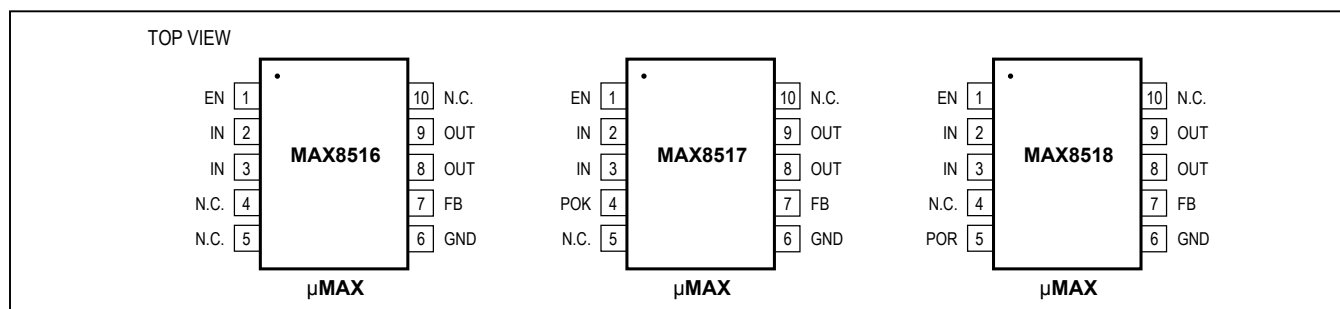 TOP VIEW
EN 1 10 N.C.
IN 2 9 OUT
IN 3 8 OUT
N.C. 4 7 FB
N.C. 5 6 GND
MAX8516
µMAX
EN 1 10 N.C.
IN 2 9 OUT
IN 3 8 OUT
POK 4 7 FB
N.C. 5 6 GND
MAX8517
µMAX
EN 1 10 N.C.
IN 2 9 OUT
IN 3 8 OUT
N.C. 4 7 FB
POR 5 6 GND
MAX8518
µMAX